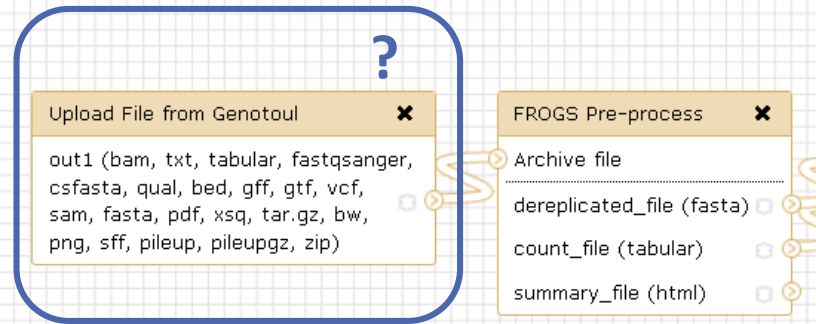 ?
Upload File from Genotoul
out1 (bam, txt, tabular, fastqsanger,
csfasta, qual, bed, gff, gtf, vcf,
sam, fasta, pdf, xsq, tar.gz, bw,
png, sff, pileup, pileupgz, zip)
FROGS Pre-process
Archive file
dereplicated_file (fasta)
count_file (tabular)
summary_file (html)